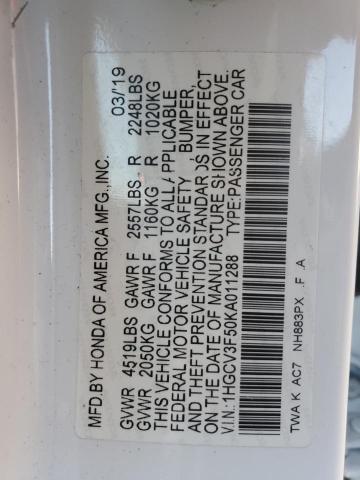 MFD.BY HONDA OF AMERICA MFG.,INC. 03/'19
GVWR 4519LBS GAWR F 2557LBS R 2248LBS
GVWR 2050KG GAWR F 1160KG R 1020KG
THIS VEHICLE CONFORMS TO ALL APPLICABLE
FEDERAL MOTOR VEHICLE SAFETY, BUMPER,
AND THEFT PREVENTION STANDARDS IN EFFECT
ON THE DATE OF MANUFACTURE SHOWN ABOVE.
V.I.N.:1HGCV3F50KA011288 TYPE:PASSENGER CAR
TWA K AC7 NH883PX .F .A